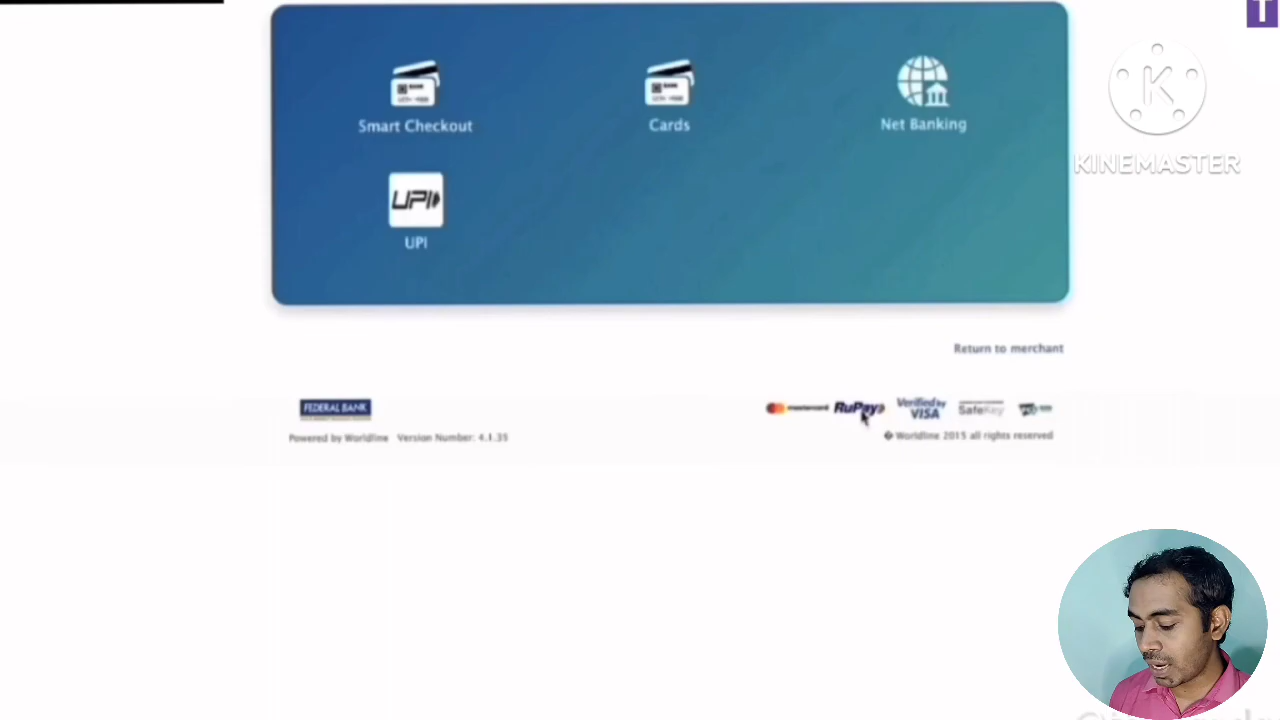 T
KINEMASTER
Smart Checkout
Cards
Net Banking
UPI
UPI
Return to merchant
FEDERAL BANK
mastercard
RuPay
Verified by
VISA
SafeKey
Powered by Worldline Version Number: 4.1.35
� Worldline 2015 all rights reserved